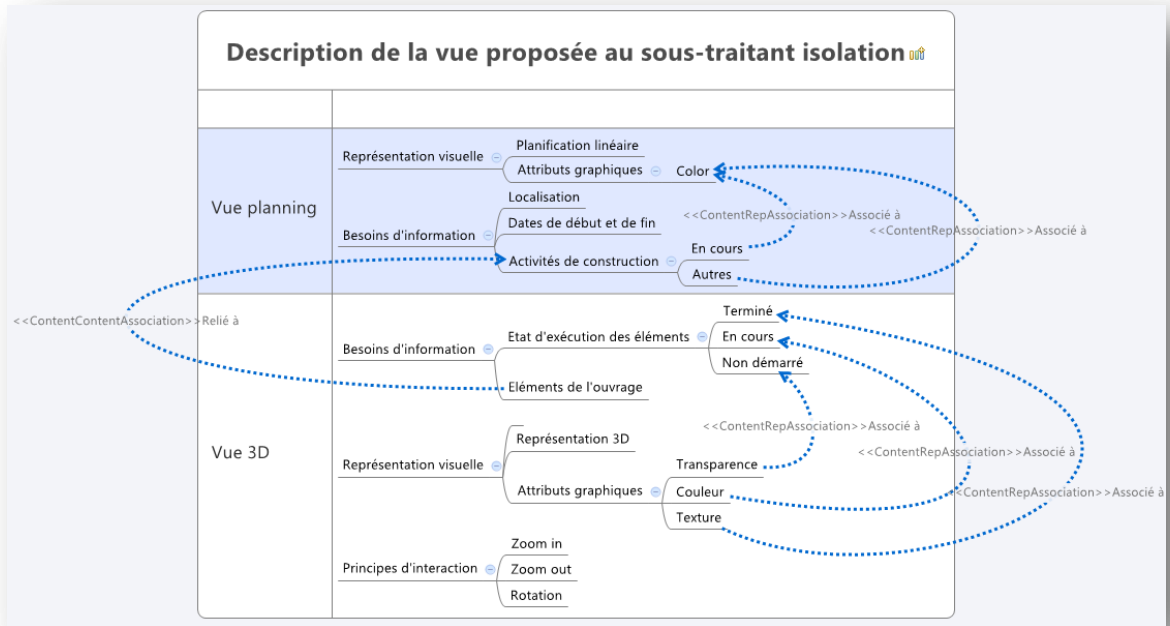 Description de la vue proposée au sous-traitant isolation
Vue planning
Représentation visuelle
Planification linéaire
Attributs graphiques
Color
Besoins d'information
Localisation
Dates de début et de fin
Activités de construction
En cours
Autres
<<ContentRepAssociation>>Associé à
<<ContentRepAssociation>>Associé à
<<ContentContentAssociation>>Relié à
Vue 3D
Besoins d'information
Etat d'exécution des éléments
Terminé
En cours
Non démarré
Eléments de l'ouvrage
Représentation visuelle
Représentation 3D
Attributs graphiques
Transparence
Couleur
Texture
<<ContentRepAssociation>>Associé à
<<ContentRepAssociation>>Associé à
<<ContentRepAssociation>>Associé à
Principes d'interaction
Zoom in
Zoom out
Rotation